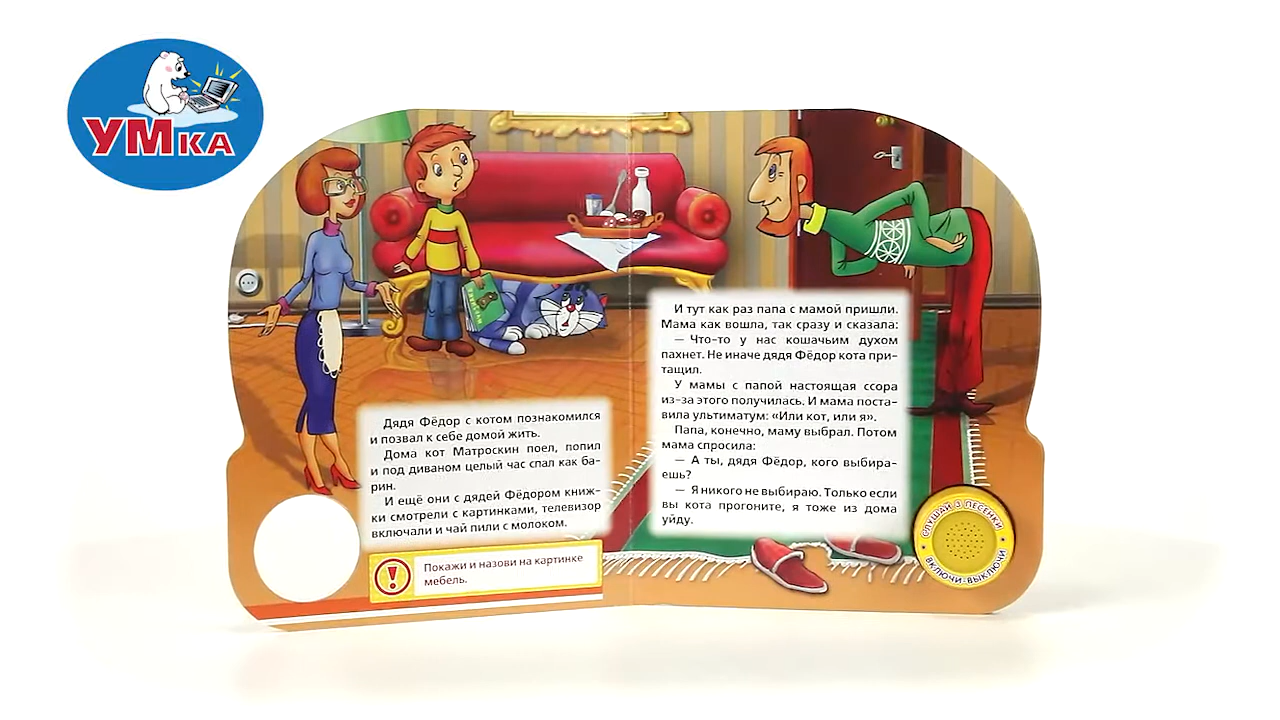 УМка
Дядя Фёдор с котом познакомился
и позвал к себе домой жить.
Дома кот Матроскин поел, попил
и под диваном целый час спал как ба-
рин.
И ещё они с дядей Фёдором книж-
ки смотрели с картинками, телевизор
включали и чай пили с молоком.
Покажи и назови на картинке
мебель.
И тут как раз папа с мамой пришли.
Мама как вошла, так сразу и сказала:
— Что-то у нас кошачьим духом
пахнет. Не иначе дядя Фёдор кота при-
тащил.
У мамы с папой настоящая ссора
из-за этого получилась. И мама поста-
вила ультиматум: «Или кот, или я».
Папа, конечно, маму выбрал. Потом
мама спросила:
— А ты, дядя Фёдор, кого выбира-
ешь?
— Я никого не выбираю. Только если
вы кота прогоните, я тоже из дома
уйду.
СЛУШАЙ 3 ПЕСЕНКИ
ВКЛЮЧИ-ВЫКЛЮЧИ